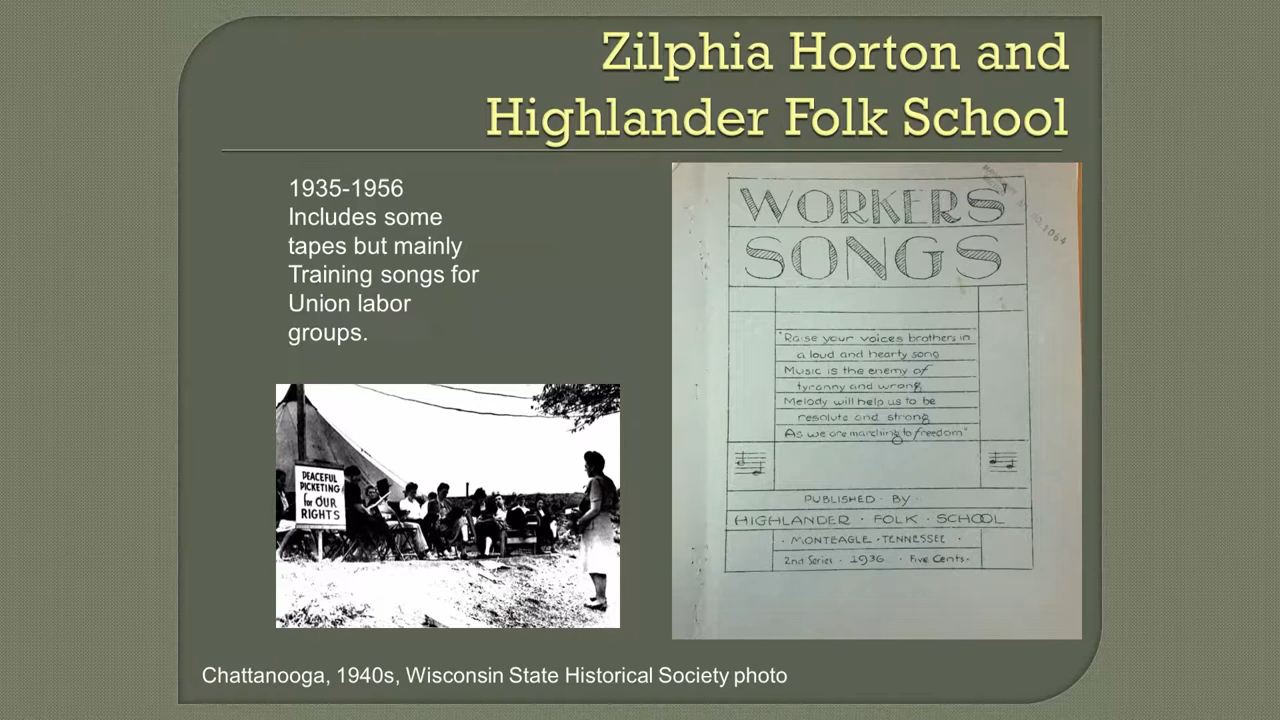 Zilphia Horton and
Highlander Folk School
1935-1956
Includes some
tapes but mainly
Training songs for
Union labor
groups.
PEACEFUL
PICKETING
for OUR
RIGHTS
Chattanooga, 1940s, Wisconsin State Historical Society photo
WORKERS'
SONGS
"Raise your voices brothers in
a loud and hearty song
Music is the enemy of
tyranny and wrong
Melody will help us to be
resolute and strong
As we are marching to freedom"
PUBLISHED · BY ·
HIGHLANDER · FOLK · SCHOOL
· MONTEAGLE · TENNESSEE ·
2nd Series · 1936 · Five Cents ·